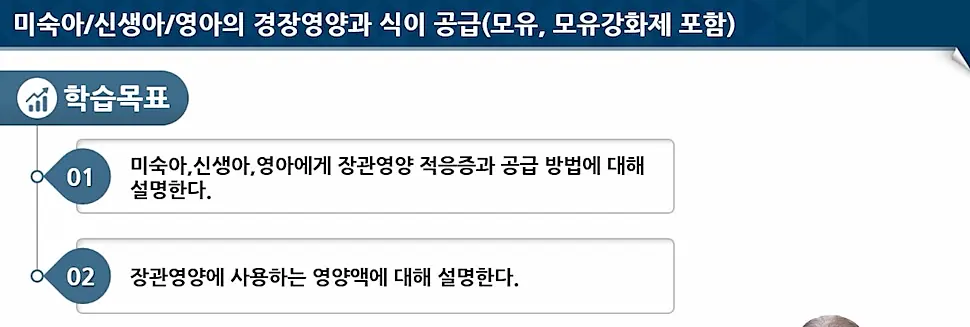 미숙아/신생아/영아의 경장영양과 식이 공급(모유, 모유강화제 포함)
학습목표
01
미숙아,신생아,영아에게 장관영양 적응증과 공급 방법에 대해
설명한다.
02
장관영양에 사용하는 영양액에 대해 설명한다.